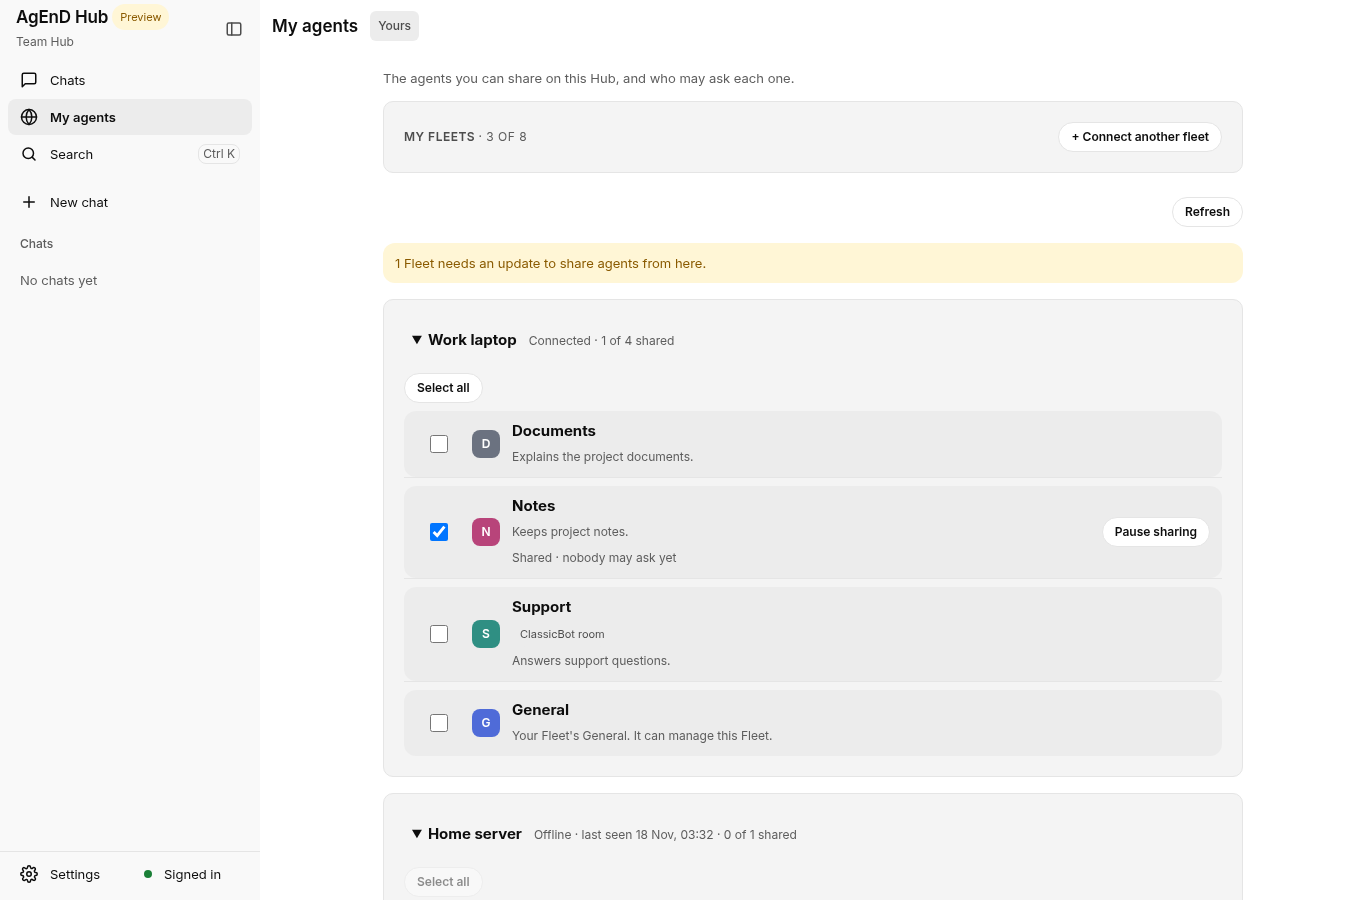 AgEnD Hub Preview
Team Hub
Chats
My agents
Search Ctrl K
New chat
Chats
No chats yet
Settings
Signed in
My agents Yours
The agents you can share on this Hub, and who may ask each one.
MY FLEETS · 3 OF 8
+ Connect another fleet
Refresh
1 Fleet needs an update to share agents from here.
Work laptop Connected · 1 of 4 shared
Select all
D
Documents
Explains the project documents.
N
Notes
Keeps project notes.
Shared · nobody may ask yet
Pause sharing
S
Support
ClassicBot room
Answers support questions.
G
General
Your Fleet's General. It can manage this Fleet.
Home server Offline · last seen 18 Nov, 03:32 · 0 of 1 shared
Select all